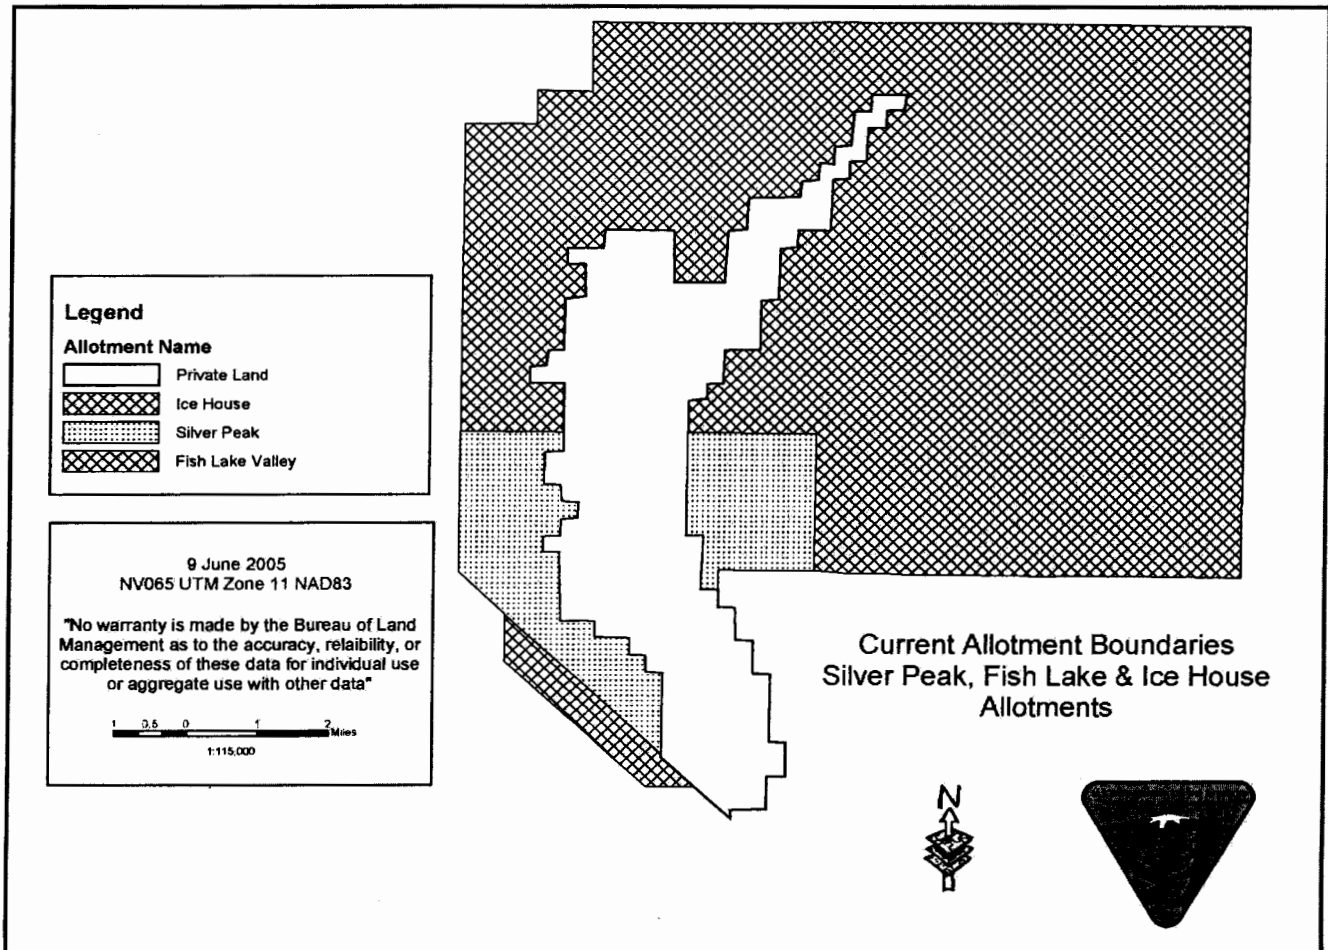 Legend
Allotment Name
Private Land
Ice House
Silver Peak
Fish Lake Valley
9 June 2005
NV065 UTM Zone 11 NAD83
"No warranty is made by the Bureau of Land
Management as to the accuracy, relaibility, or
completeness of these data for individual use
or aggregate use with other data"
1 0.5 0 1 2 Miles
1:115,000
Current Allotment Boundaries
Silver Peak, Fish Lake & Ice House
Allotments
N